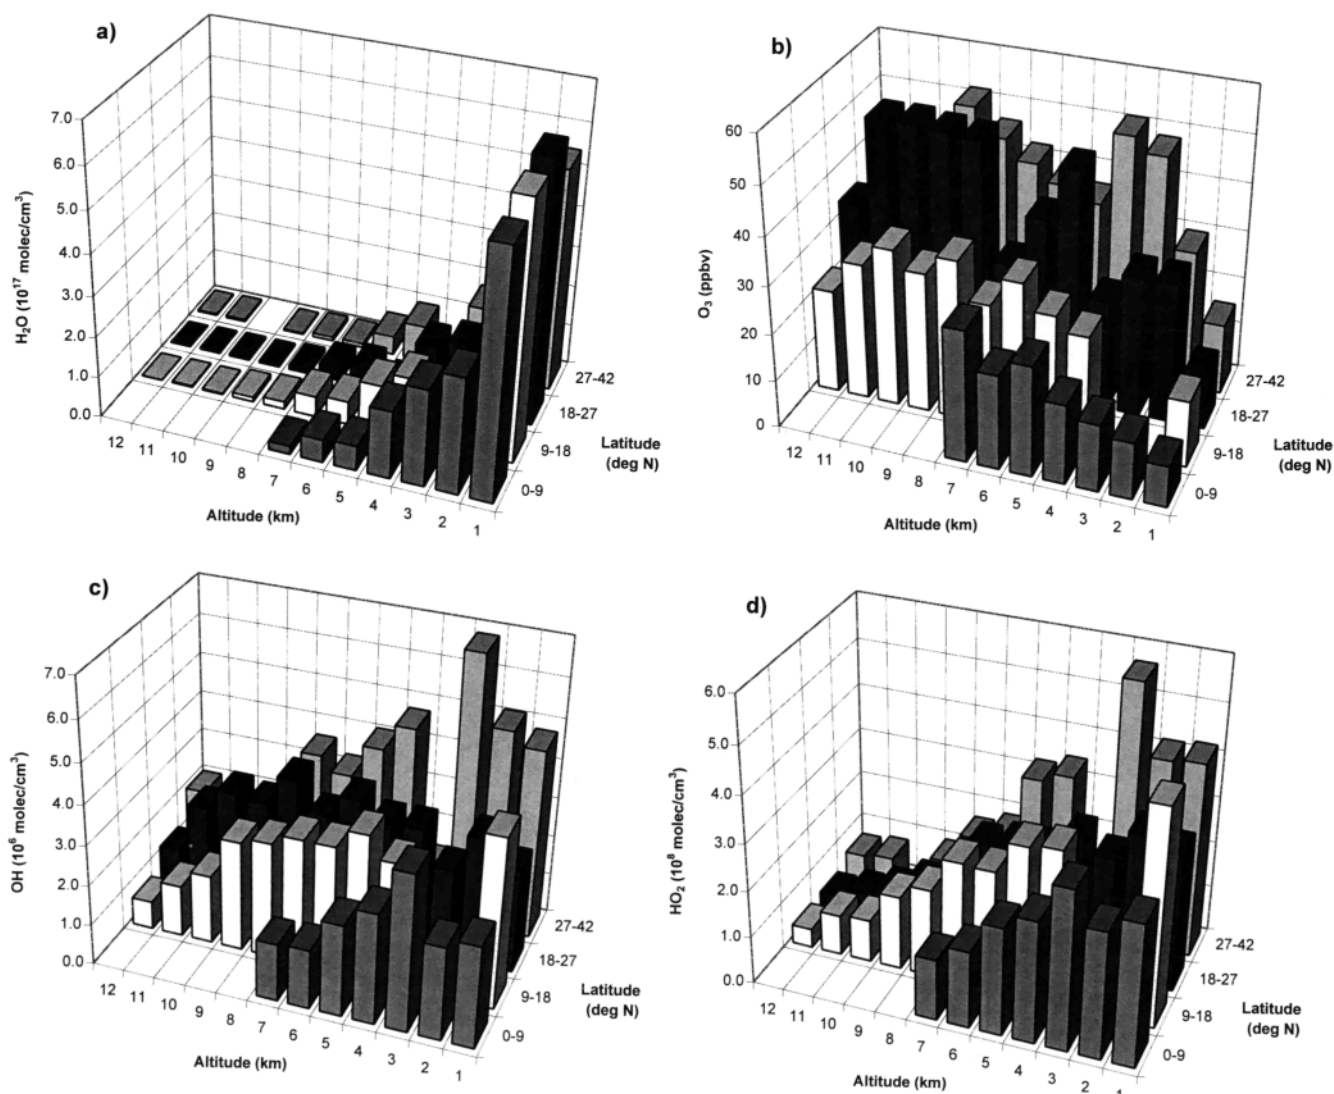 a)
7.0
6.0
5.0
4.0
3.0
2.0
1.0
0.0
H2O (10^17 molec/cm^3)
12 11 10 9 8 7 6 5 4 3 2 1
Altitude (km)
27-42
18-27
9-18
0-9
Latitude
(deg N)
b)
60
50
40
30
20
10
0
O3 (ppbv)
12 11 10 9 8 7 6 5 4 3 2 1
Altitude (km)
27-42
18-27
9-18
0-9
Latitude
(deg N)
c)
7.0
6.0
5.0
4.0
3.0
2.0
1.0
0.0
OH (10^6 molec/cm^3)
12 11 10 9 8 7 6 5 4 3 2 1
Altitude (km)
27-42
18-27
9-18
0-9
Latitude
(deg N)
d)
6.0
5.0
4.0
3.0
2.0
1.0
0.0
HO2 (10^8 molec/cm^3)
12 11 10 9 8 7 6 5 4 3 2 1
Altitude (km)
27-42
18-27
9-18
0-9
Latitude
(deg N)